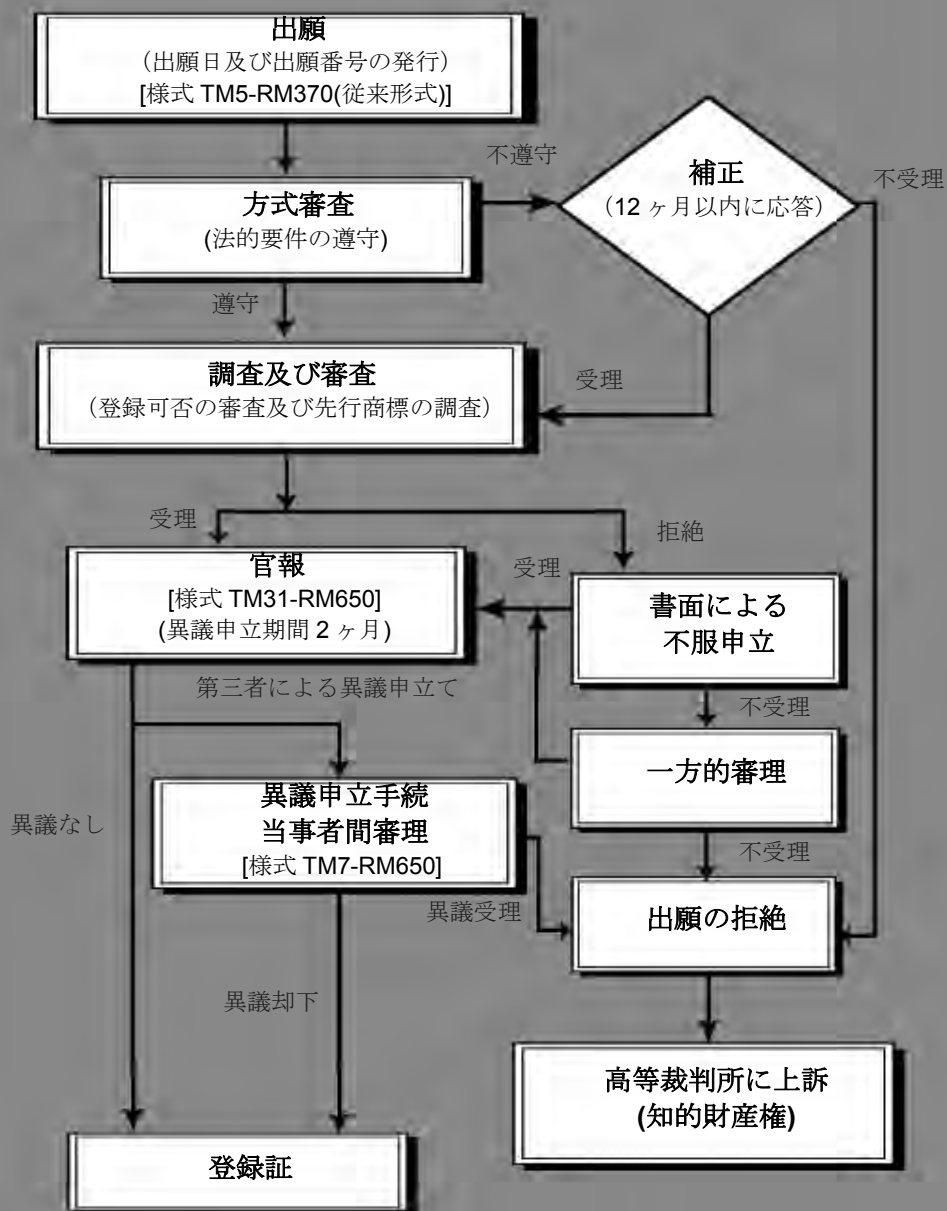 出願
（出願日及び出願番号の発行）
[様式 TM5-RM370(従来形式)]
不遵守
補正
（12 ヶ月以内に応答）
不受理
方式審査
(法的要件の遵守)
遵守
調査及び審査
（登録可否の審査及び先行商標の調査）
受理
受理
拒絶
官報
[様式 TM31-RM650]
(異議申立期間 2 ヶ月)
受理
書面による
不服申立
第三者による異議申立て
不受理
一方的審理
異議申立手続
当事者間審理
[様式 TM7-RM650]
異議なし
不受理
異議受理
出願の拒絶
異議却下
高等裁判所に上訴
(知的財産権)
登録証